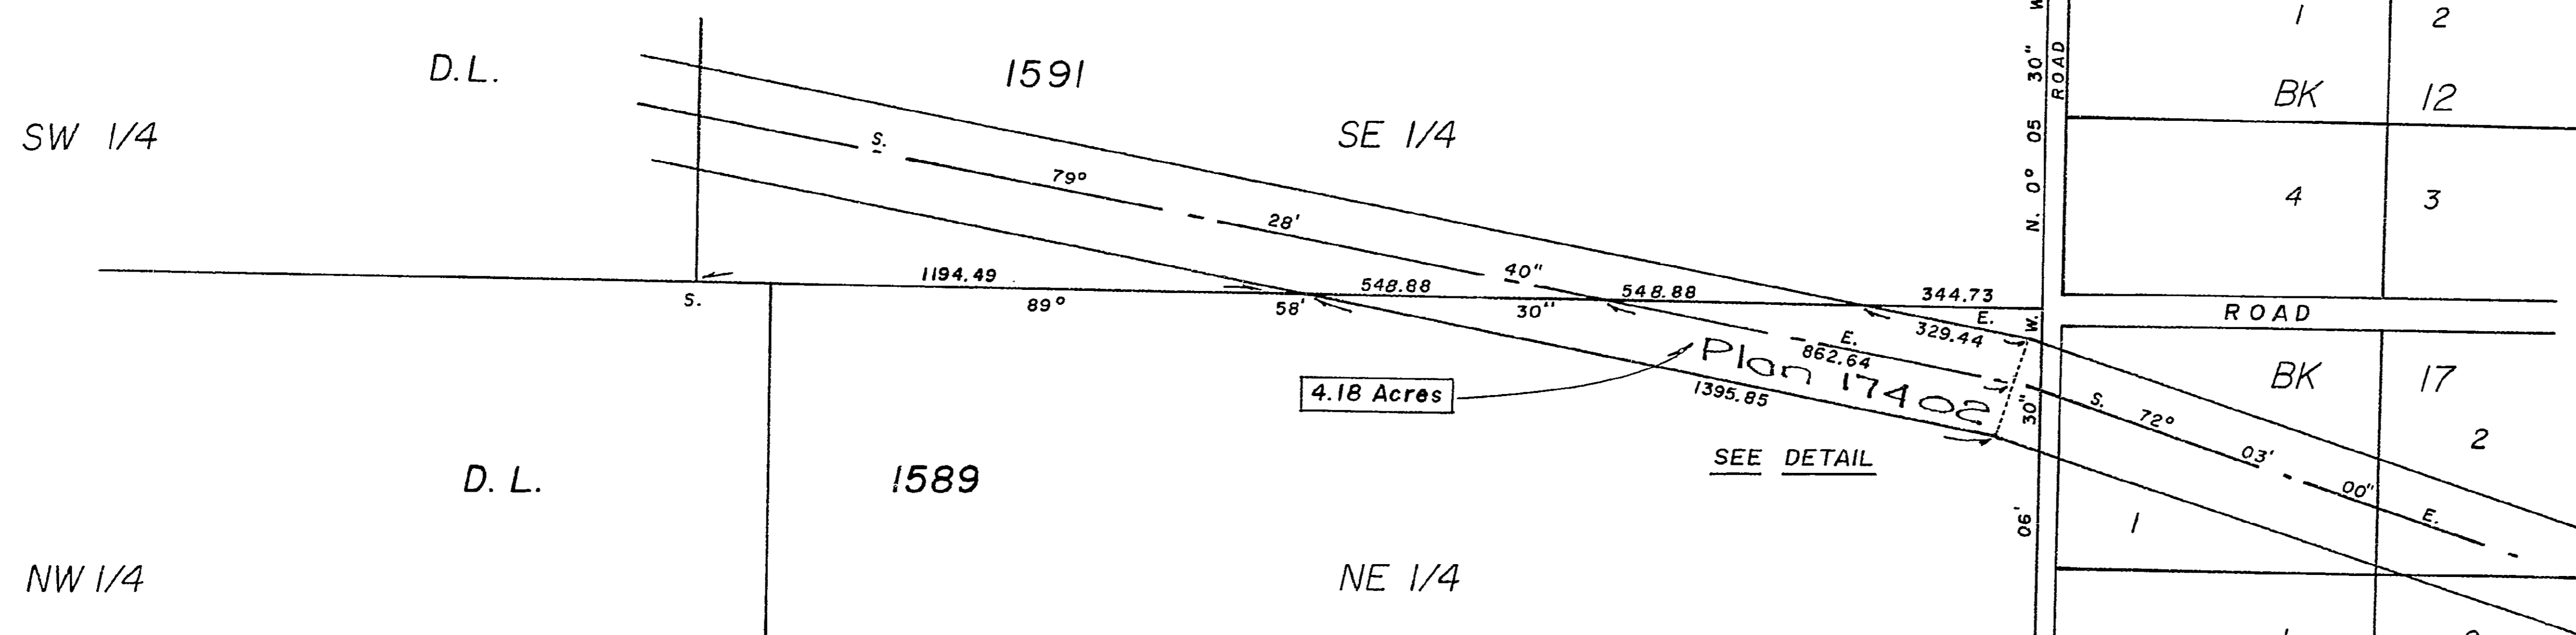 D.L. 1591
SW 1/4
SE 1/4
S. 79° 28' 40" E.
1194.49 548.88 548.88 344.73
S. 89° 58' 30" E.
329.44
862.64
1395.85
Plan 17402
4.18 Acres
SEE DETAIL
D.L. 1589
NW 1/4
NE 1/4
N. 0° 05 30" W
ROAD
06' 30" W.
1 2
BK 12
4 3
ROAD
BK 17
S. 72° 03' 00" E.
1 2